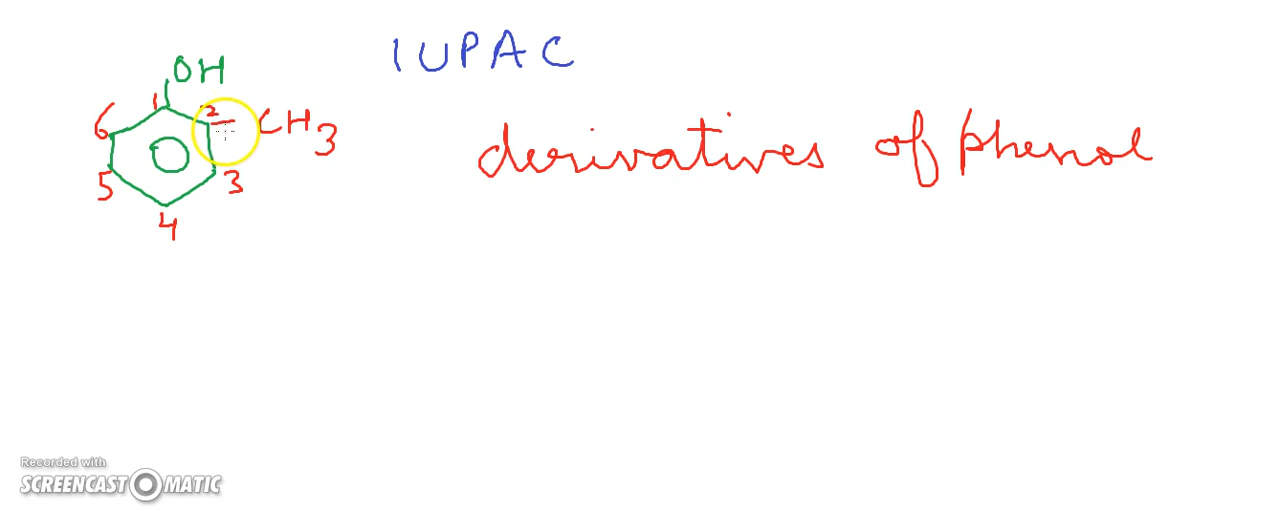 IUPAC
OH
1
2
CH3
6
5
3
4
derivatives of phenol
Recorded with
SCREENCAST MATIC